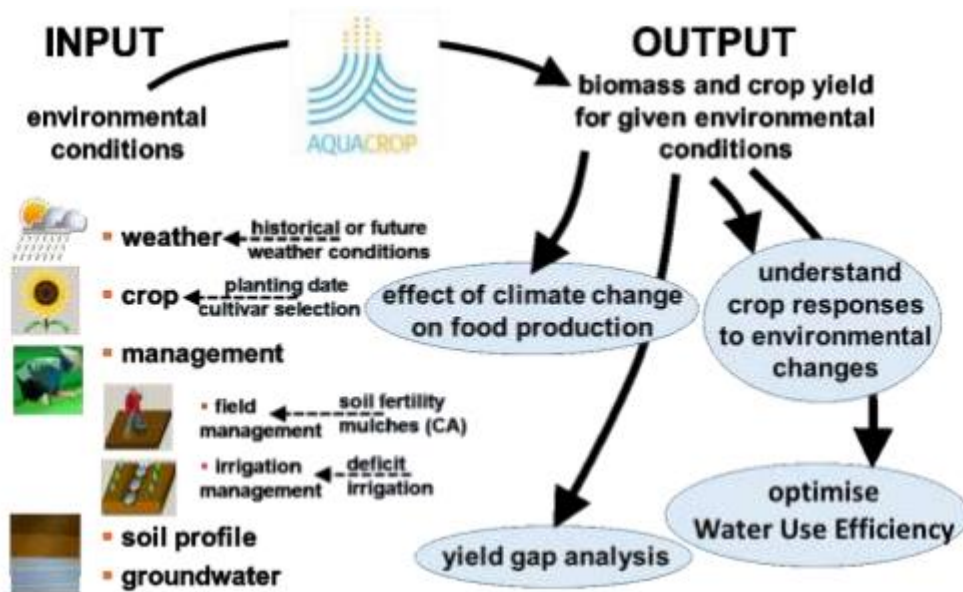 INPUT
environmental
conditions
AQUACROP
OUTPUT
biomass and crop yield
for given environmental
conditions
weather
historical or future
weather conditions
crop
planting date
cultivar selection
management
field
management
soil fertility
mulches (CA)
irrigation
management
deficit
irrigation
soil profile
groundwater
effect of climate change
on food production
understand
crop responses
to environmental
changes
optimise
Water Use Efficiency
yield gap analysis